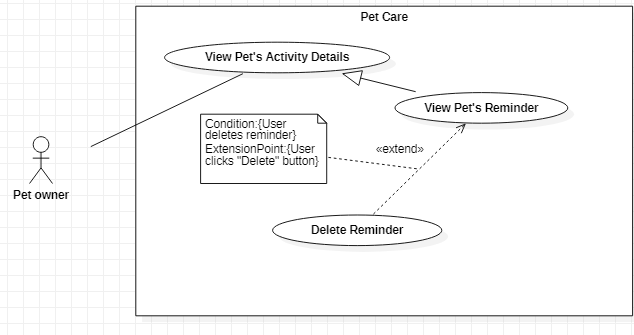 Pet Care
View Pet's Activity Details
View Pet's Reminder
Condition:{User
deletes reminder}
ExtensionPoint:{User
clicks "Delete" button}
«extend»
Pet owner
Delete Reminder